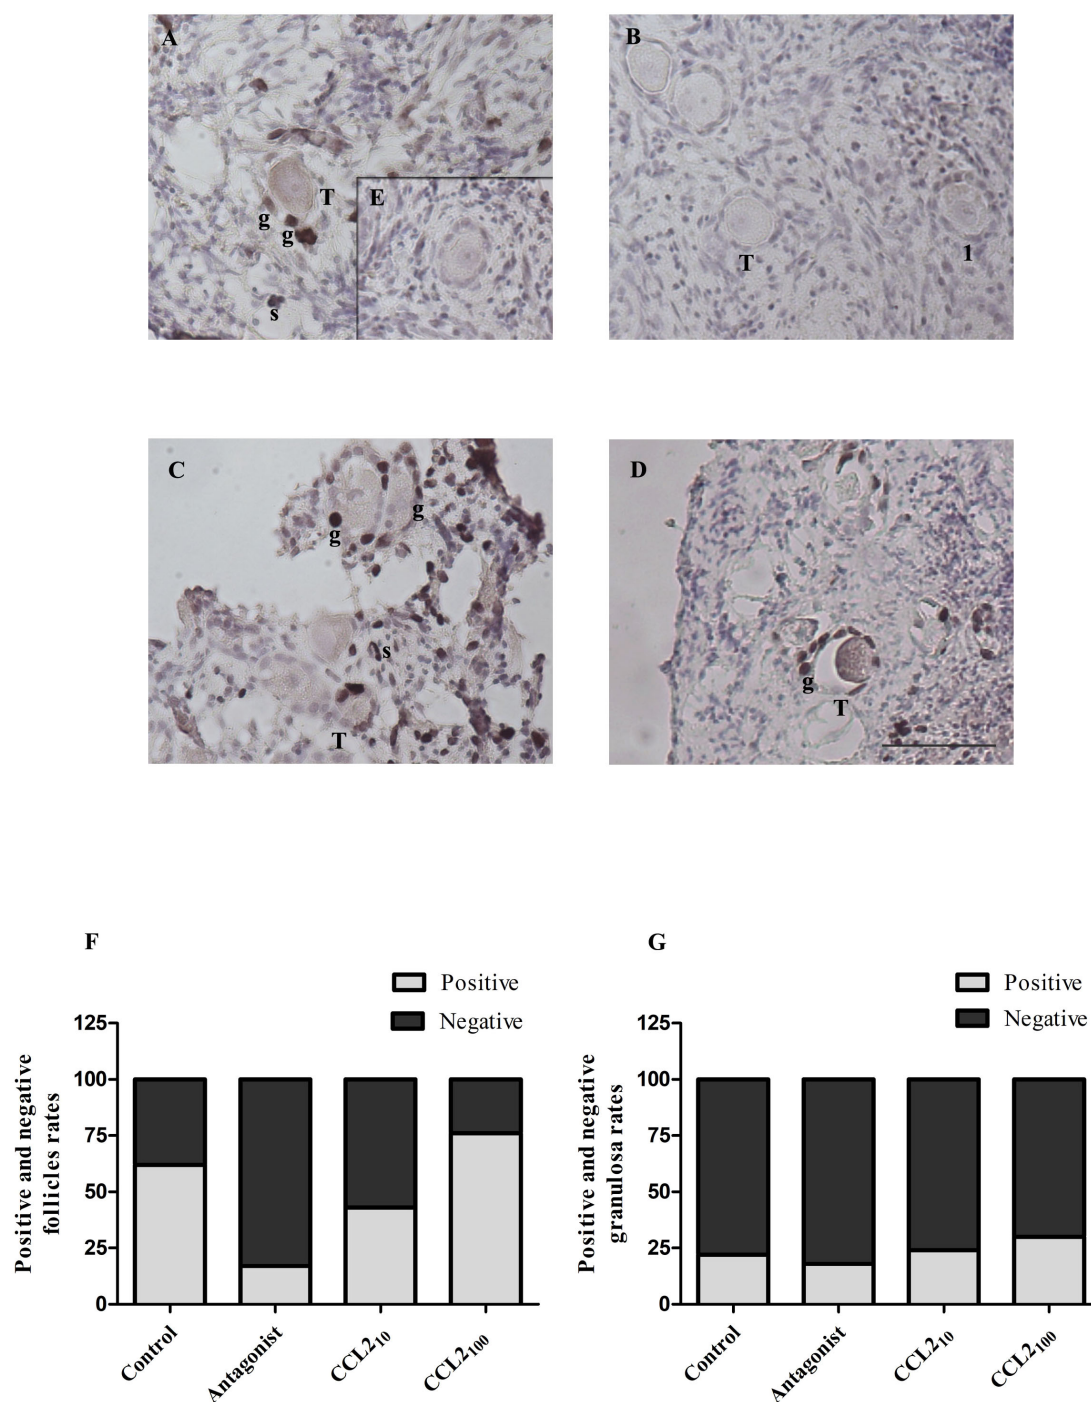 A
B
T
E
g
g
T
1
s
C
D
g
g
s
g
T
T
F
G
Positive
Negative
Positive
Negative
Positive and negative
follicles rates
125
100
75
50
25
0
Control
Antagonist
CCL2₁₀
CCL2₁₀₀
Positive and negative
granulosa rates
125
100
75
50
25
0
Control
Antagonist
CCL2₁₀
CCL2₁₀₀